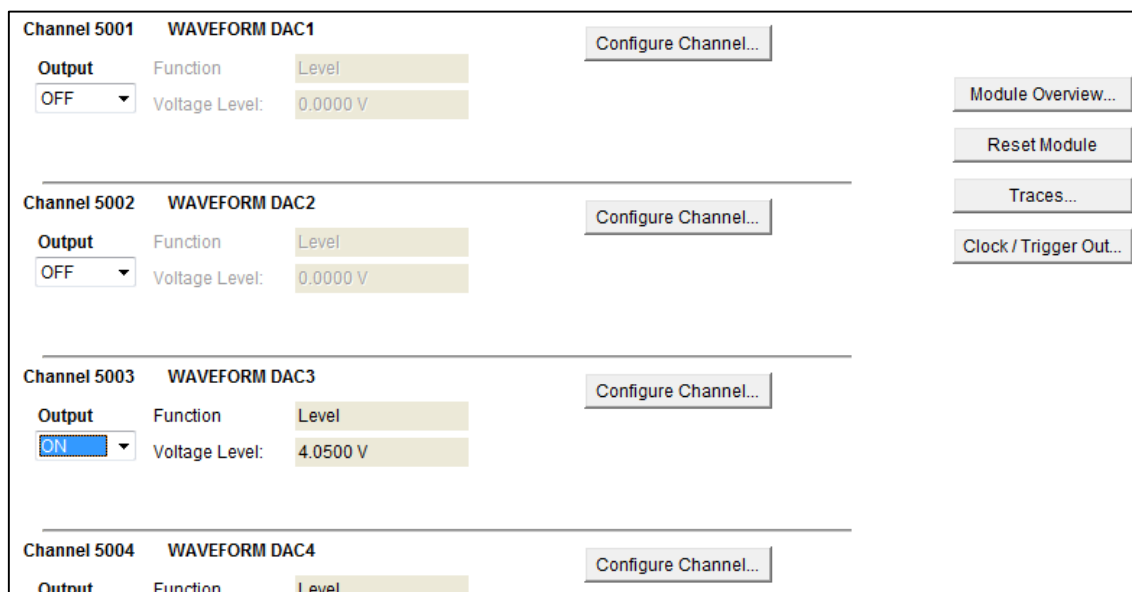 Channel 5001 WAVEFORM DAC1
Configure Channel...
Output Function Level
OFF Voltage Level: 0.0000 V
Module Overview...
Reset Module
Channel 5002 WAVEFORM DAC2
Configure Channel...
Traces...
Output Function Level
Clock / Trigger Out...
OFF Voltage Level: 0.0000 V
Channel 5003 WAVEFORM DAC3
Configure Channel...
Output Function Level
ON Voltage Level: 4.0500 V
Channel 5004 WAVEFORM DAC4
Configure Channel...
Output Function Level